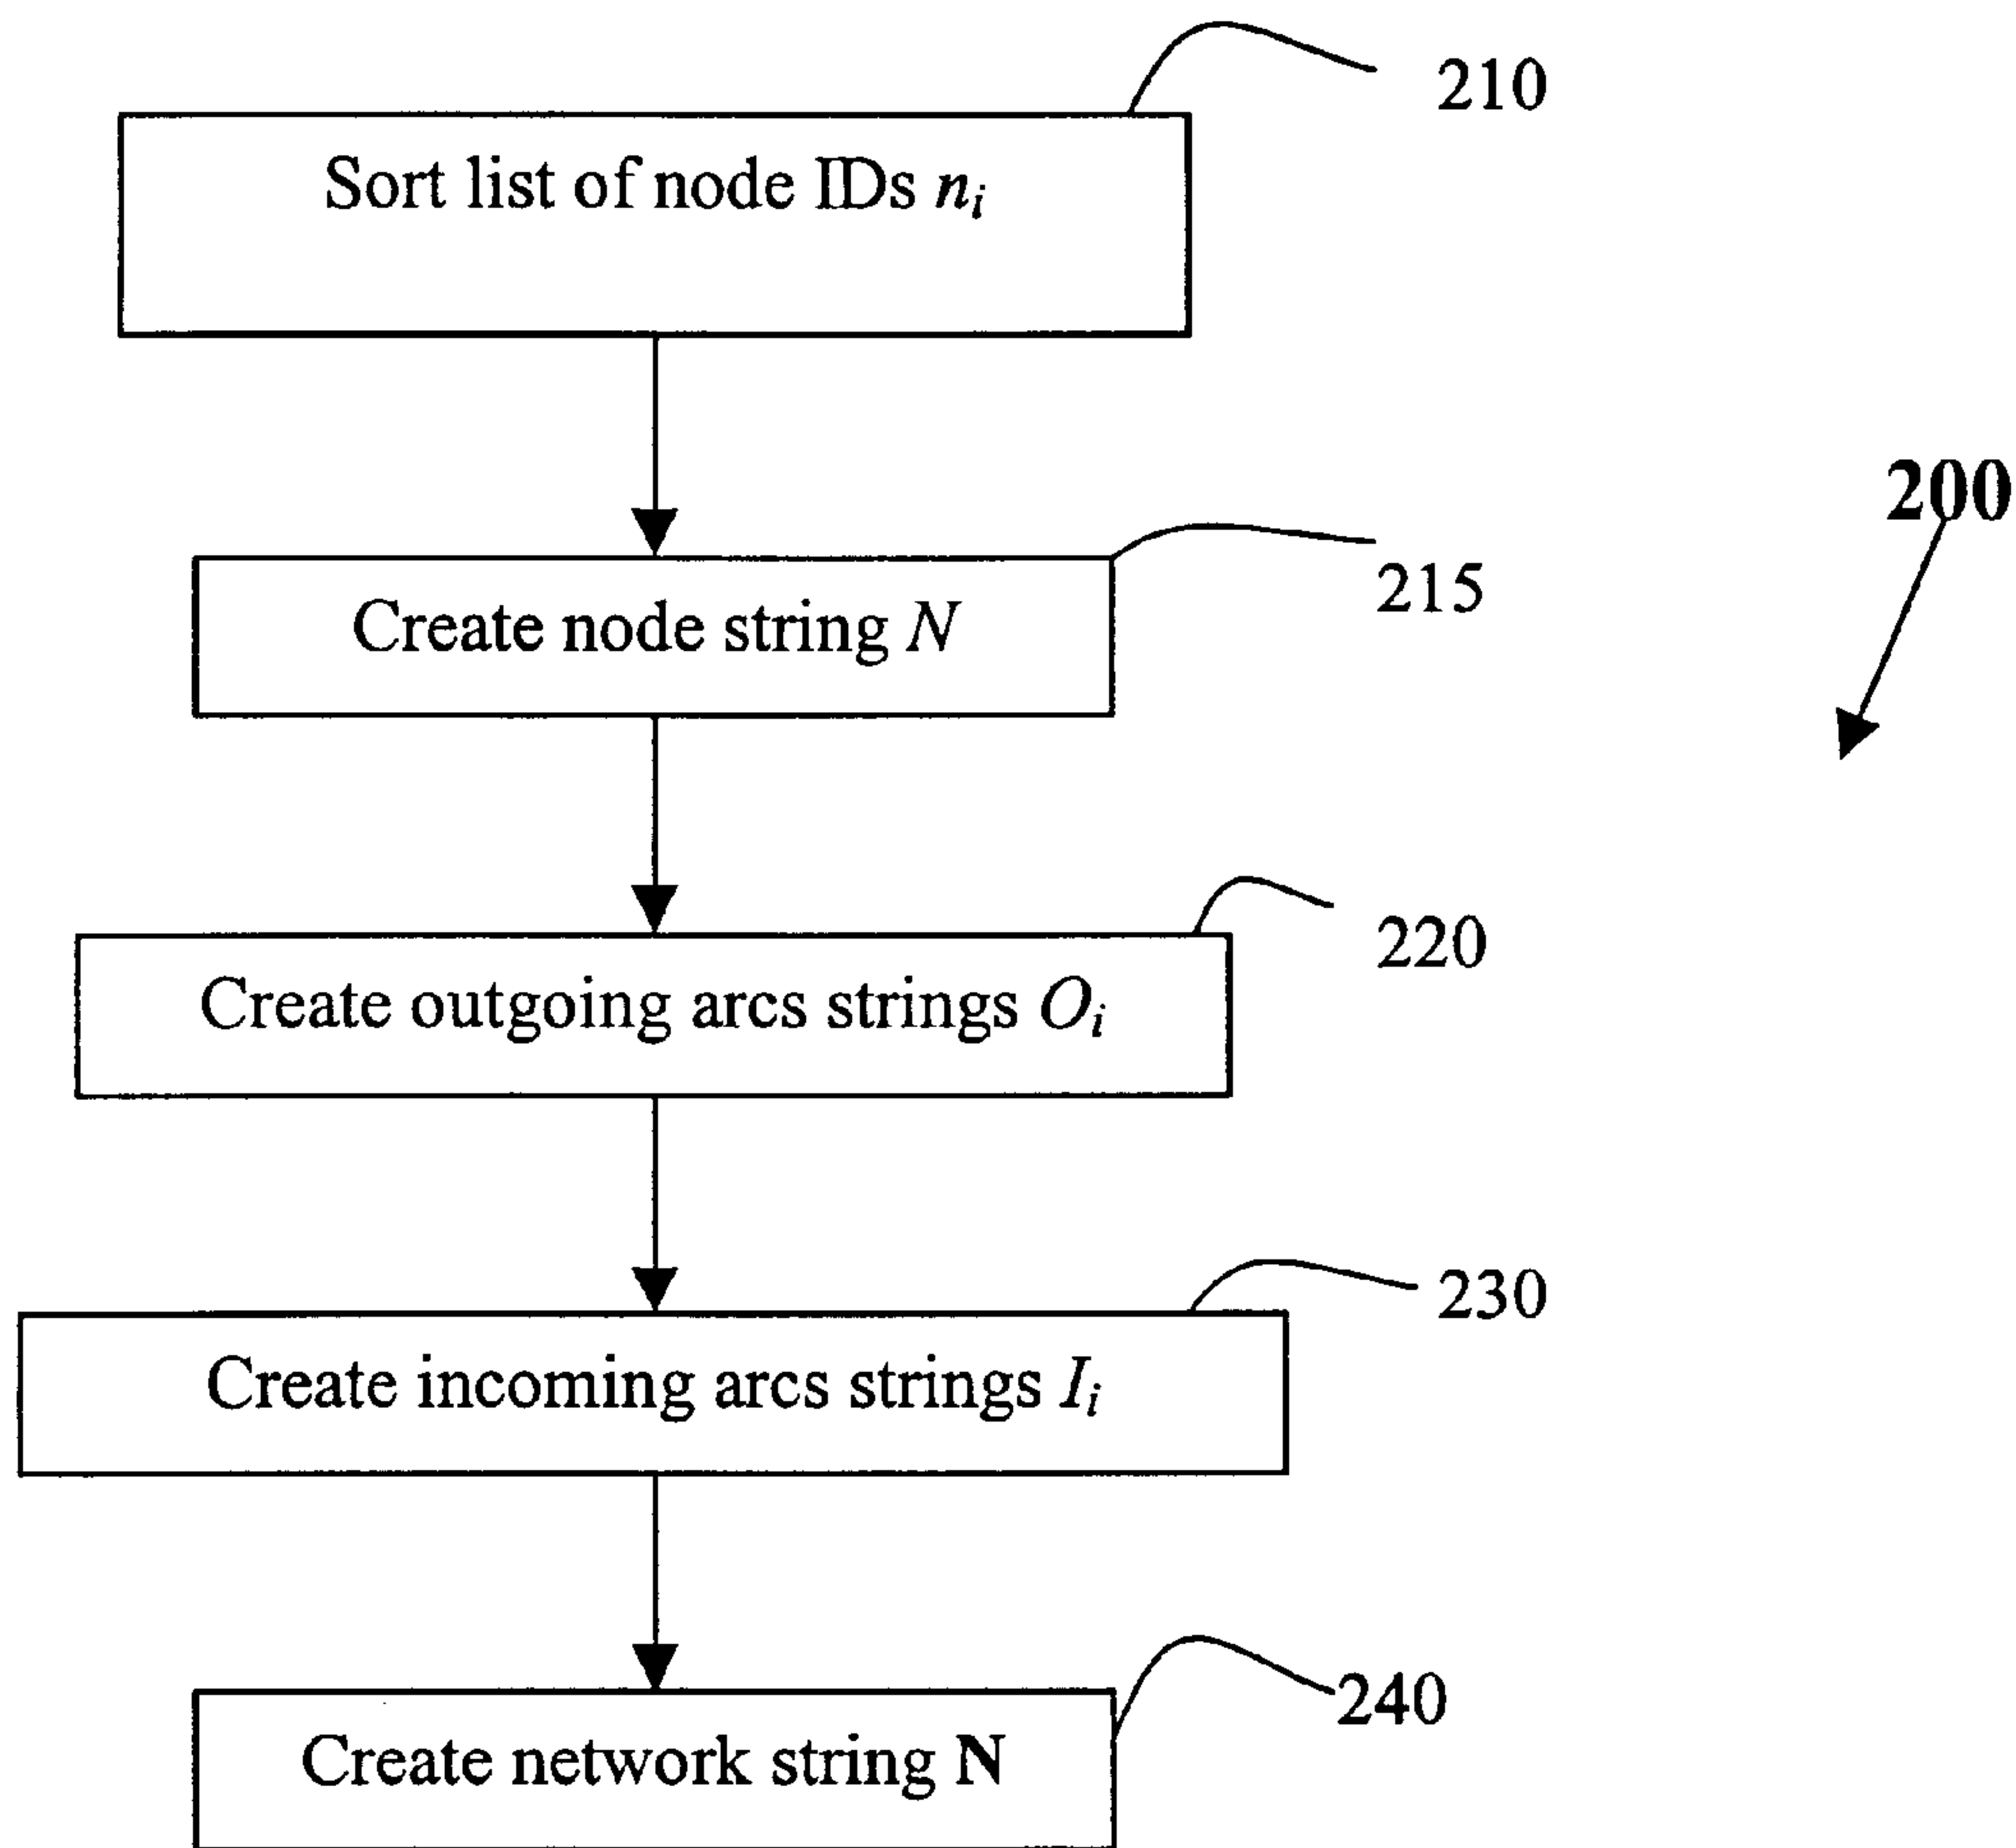 210
Sort list of node IDs nᵢ
200
215
Create node string N
220
Create outgoing arcs strings Oᵢ
230
Create incoming arcs strings Iᵢ
240
Create network string N